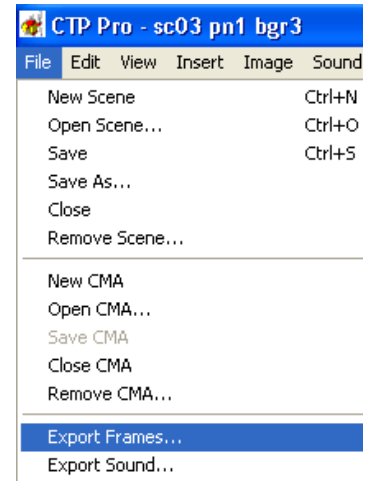 CTP Pro - sc03 pn1 bgr3
File Edit View Insert Image Sound
New Scene Ctrl+N
Open Scene... Ctrl+O
Save Ctrl+S
Save As...
Close
Remove Scene...
New CMA
Open CMA...
Save CMA
Close CMA
Remove CMA...
Export Frames...
Export Sound...